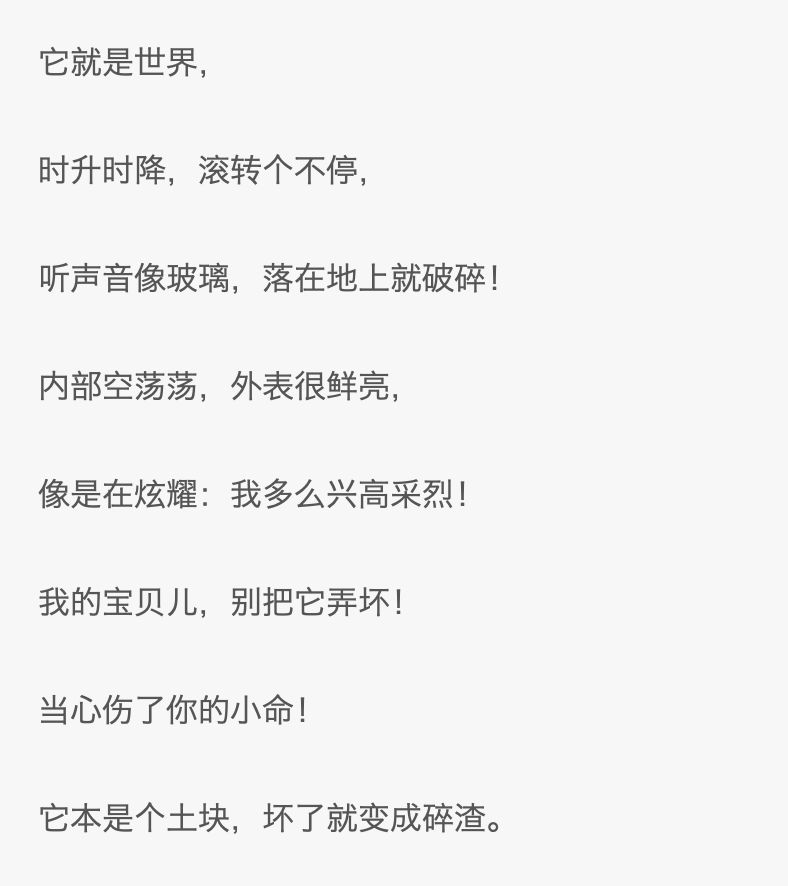 它就是世界，
时升时降，滚转个不停，
听声音像玻璃，落在地上就破碎！
内部空荡荡，外表很鲜亮，
像是在炫耀：我多么兴高采烈！
我的宝贝儿，别把它弄坏！
当心伤了你的小命！
它本是个土块，坏了就变成碎渣。